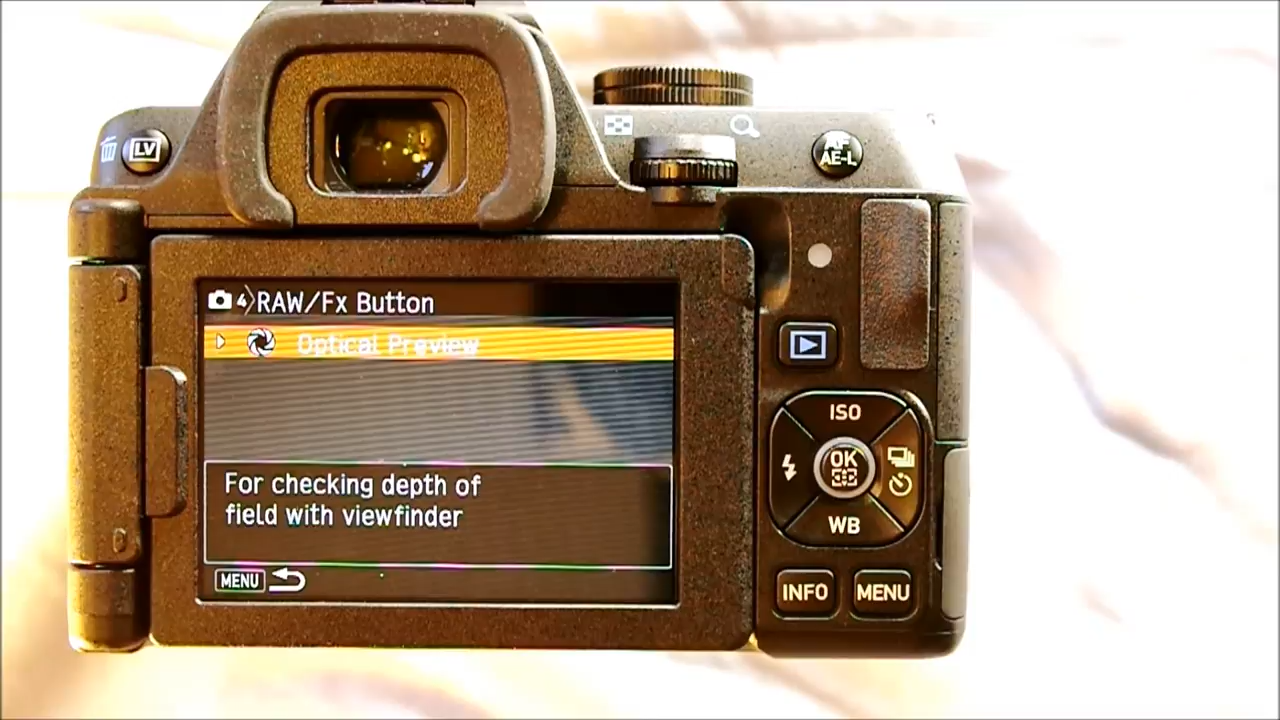 LV
AF
AE-L
4 RAW/Fx Button
Optical Preview
For checking depth of
field with viewfinder
MENU
ISO
OK
WB
INFO
MENU